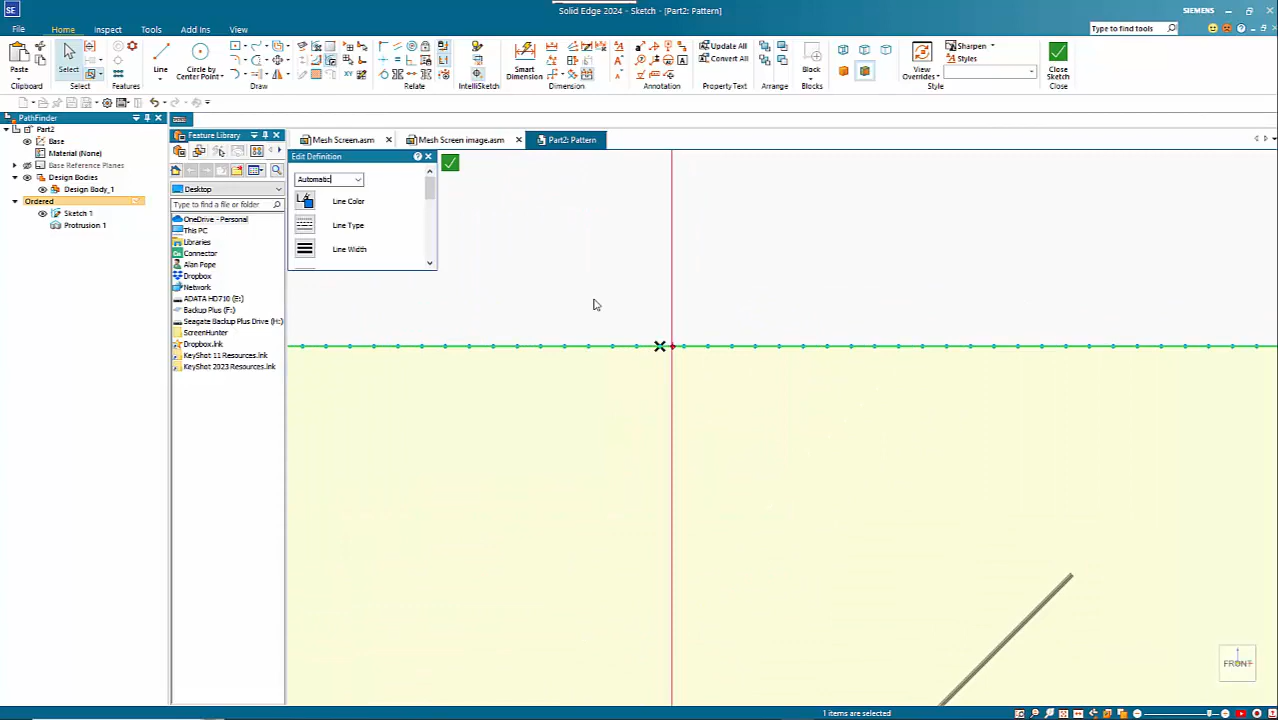 SE
Solid Edge 2024 - Sketch - [Part2: Pattern]
SIEMENS
File
Home
Inspect
Tools
Add Ins
View
Type to find tools
Paste
Clipboard
Select
Select
Features
Line
Circle by
Center Point
Draw
Relate
IntelliSketch
Smart
Dimension
Dimension
Annotation
Update All
Convert All
Property Text
Arrange
Block
Blocks
View
Overrides
Sharpen
Styles
Style
Close
Sketch
Close
PathFinder
Part2
Base
Material (None)
Base Reference Planes
Design Bodies
Design Body_1
Ordered
Sketch 1
Protrusion 1
Feature Library
Desktop
Type to find file or folder
OneDrive - Personal
This PC
Libraries
Connector
Alan Pope
Dropbox
Network
ADATA HD710 (E:)
Backup Plus (F:)
Seagate Backup Plus Drive (H:)
ScreenHunter
Dropbox.lnk
KeyShot 11 Resources.lnk
KeyShot 2023 Resources.lnk
Mesh Screen.asm
Mesh Screen image.asm
Part2: Pattern
Edit Definition
Automatic
Line Color
Line Type
Line Width
FRONT
1 items are selected